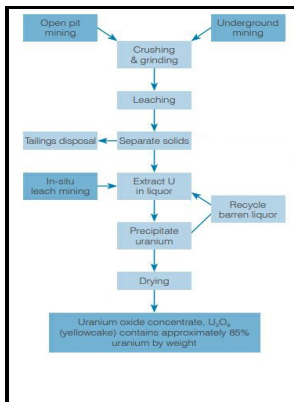 Open pit
mining
Underground
mining
Crushing
& grinding
Leaching
Tailings disposal
Separate solids
In-situ
leach mining
Extract U
in liquor
Recycle
barren liquor
Precipitate
uranium
Drying
Uranium oxide concentrate, U₃O₈
(yellowcake) contains approximately 85%
uranium by weight